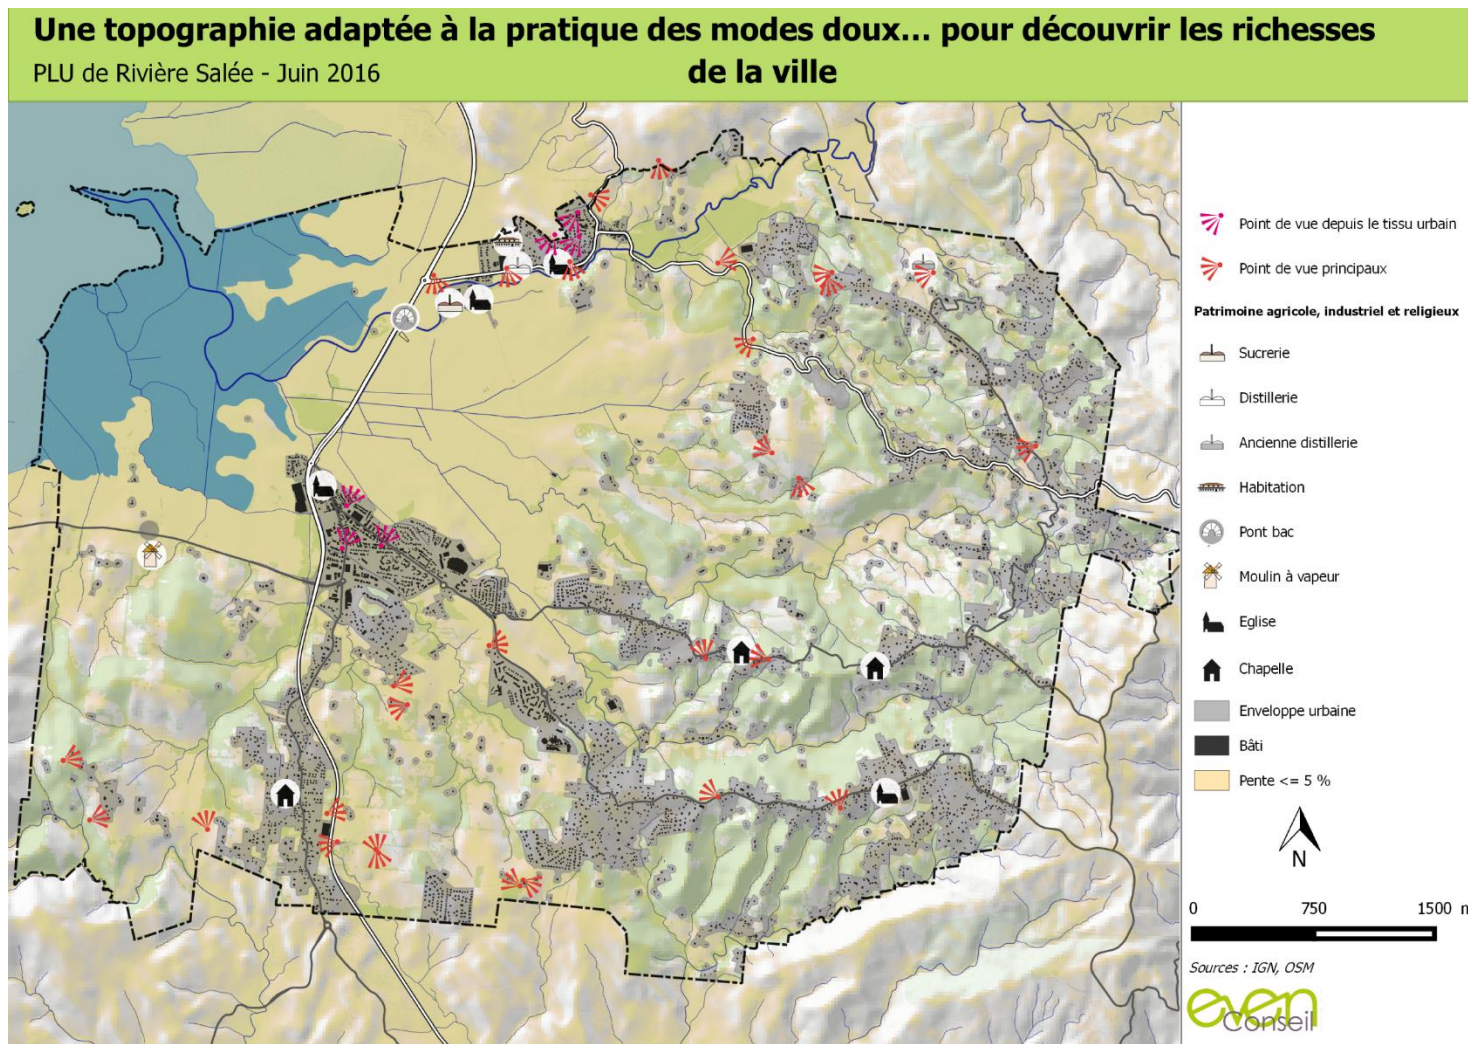 Une topographie adaptée à la pratique des modes doux... pour découvrir les richesses
de la ville
PLU de Rivière Salée - Juin 2016
Point de vue depuis le tissu urbain
Point de vue principaux
Patrimoine agricole, industriel et religieux
Sucrerie
Distillerie
Ancienne distillerie
Habitation
Pont bac
Moulin à vapeur
Eglise
Chapelle
Enveloppe urbaine
Bâti
Pente <= 5 %
N
0 750 1500 m
Sources : IGN, OSM
even
Conseil